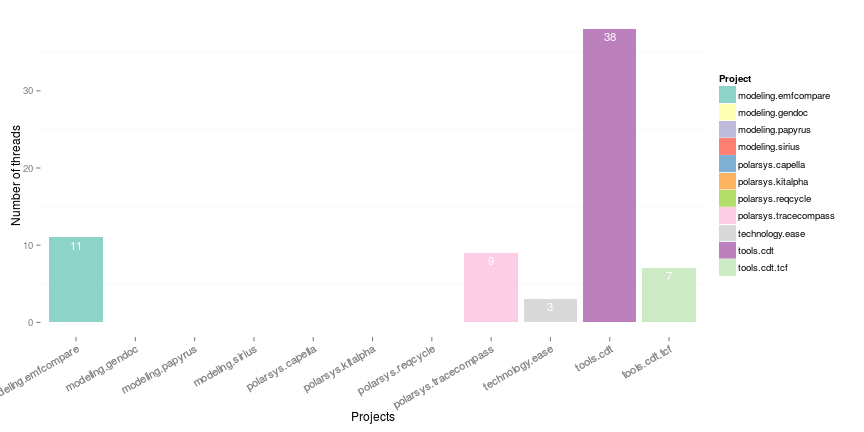 Number of threads
30
20
10
0
11
9
3
38
7
deling.emfcompare
modeling.gendoc
modeling.papyrus
modeling.sirius
polarsys.capella
polarsys.kitalpha
polarsys.reqcycle
polarsys.tracecompass
technology.ease
tools.cdt
tools.cdt.tcf
Projects
Project
modeling.emfcompare
modeling.gendoc
modeling.papyrus
modeling.sirius
polarsys.capella
polarsys.kitalpha
polarsys.reqcycle
polarsys.tracecompass
technology.ease
tools.cdt
tools.cdt.tcf